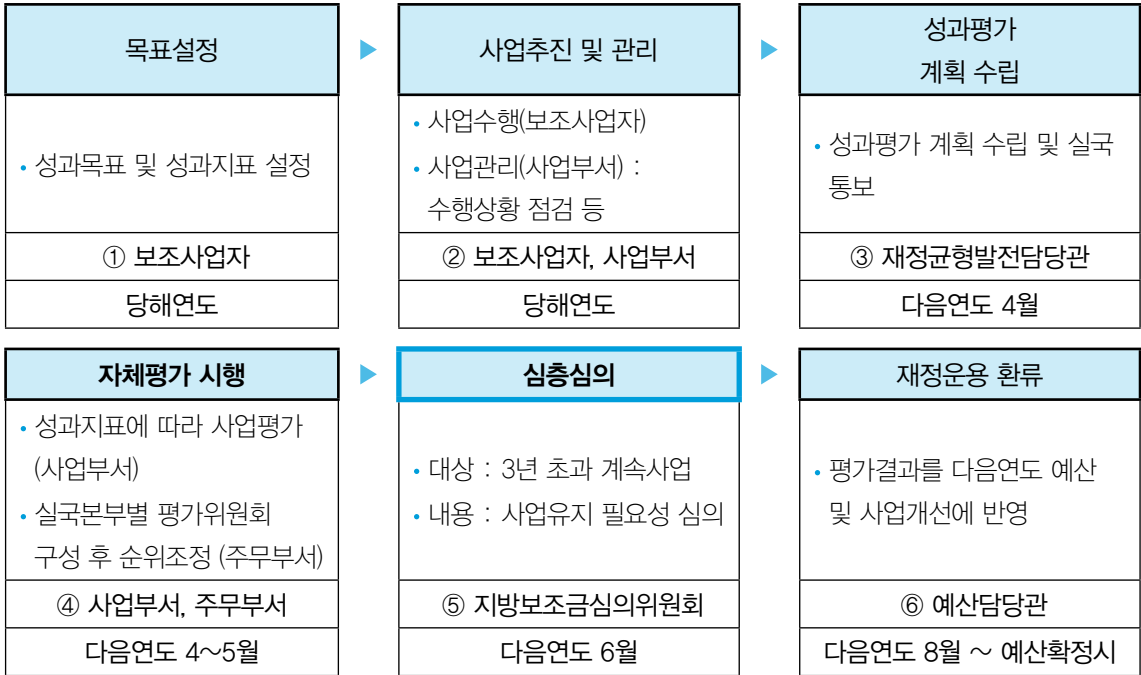 목표설정
▶
사업추진 및 관리
▶
성과평가
계획 수립
• 성과목표 및 성과지표 설정
• 사업수행(보조사업자)
• 사업관리(사업부서) :
수행상황 점검 등
• 성과평가 계획 수립 및 실국
통보
① 보조사업자
② 보조사업자, 사업부서
③ 재정균형발전담당관
당해연도
당해연도
다음연도 4월
자체평가 시행
▶
심층심의
▶
재정운용 환류
• 성과지표에 따라 사업평가
(사업부서)
• 실국본부별 평가위원회
구성 후 순위조정 (주무부서)
• 대상 : 3년 초과 계속사업
• 내용 : 사업유지 필요성 심의
• 평가결과를 다음연도 예산
및 사업개선에 반영
④ 사업부서, 주무부서
⑤ 지방보조금심의위원회
⑥ 예산담당관
다음연도 4~5월
다음연도 6월
다음연도 8월 ~ 예산확정시